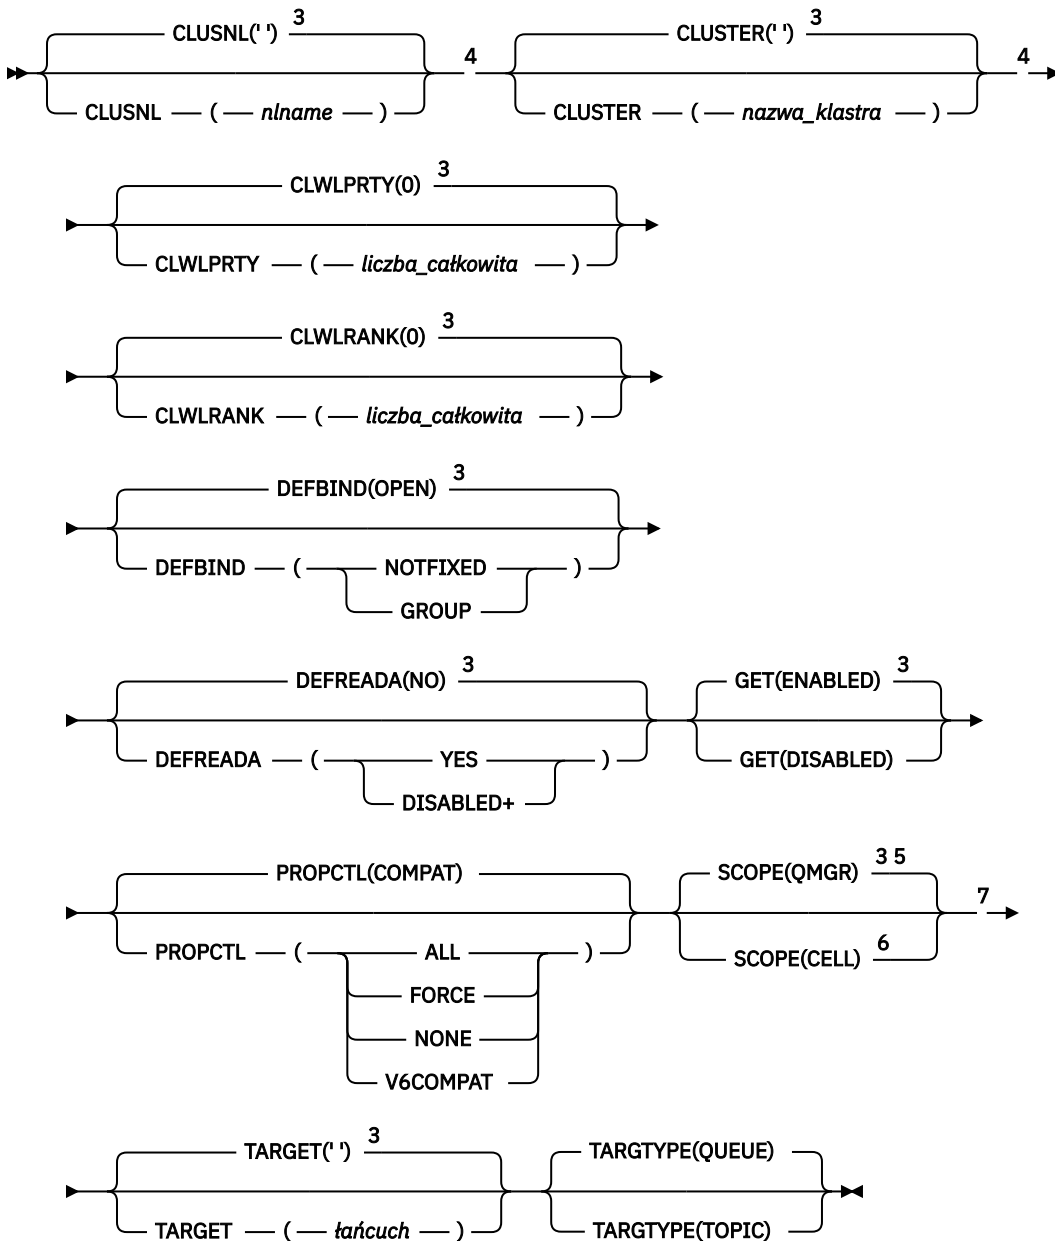 CLUSNL(' ') 3 CLUSTER(' ') 3
4 4
CLUSNL ( nlname ) CLUSTER ( nazwa_klastra )
CLWLPRTY(0) 3
CLWLPRTY ( liczba_całkowita )
CLWLRANK(0) 3
CLWLRANK ( liczba_całkowita )
DEFBIND(OPEN) 3
DEFBIND ( NOTFIXED )
GROUP
DEFREADA(NO) 3 GET(ENABLED) 3
DEFREADA ( YES ) GET(DISABLED)
DISABLED+
PROPCTL(COMPAT) SCOPE(QMGR) 3 5
7
PROPCTL ( ALL ) SCOPE(CELL) 6
FORCE
NONE
V6COMPAT
TARGET(' ') 3 TARGTYPE(QUEUE)
TARGET ( łańcuch ) TARGTYPE(TOPIC)